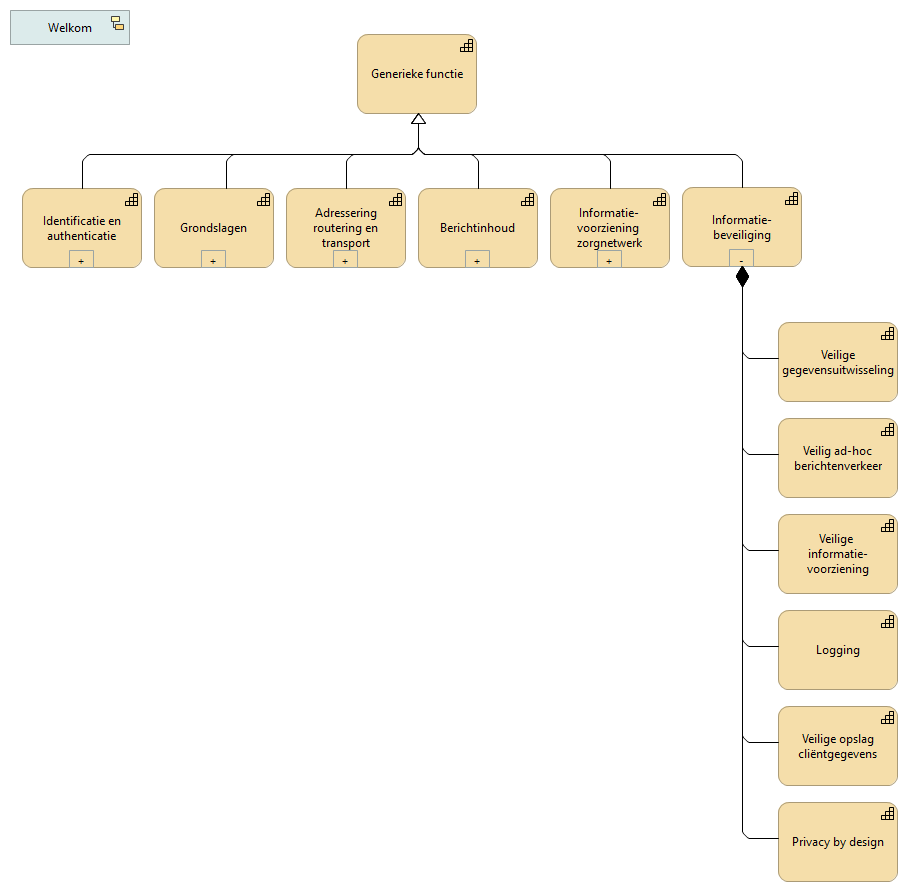 Welkom
Generieke functie
Identificatie en
authenticatie
+
Grondslagen
+
Adressering
routering en
transport
+
Berichtinhoud
+
Informatie-
voorziening
zorgnetwerk
+
Informatie-
beveiliging
-
Veilige
gegevensuitwisseling
Veilig ad-hoc
berichtenverkeer
Veilige
informatie-
voorziening
Logging
Veilige opslag
cliëntgegevens
Privacy by design